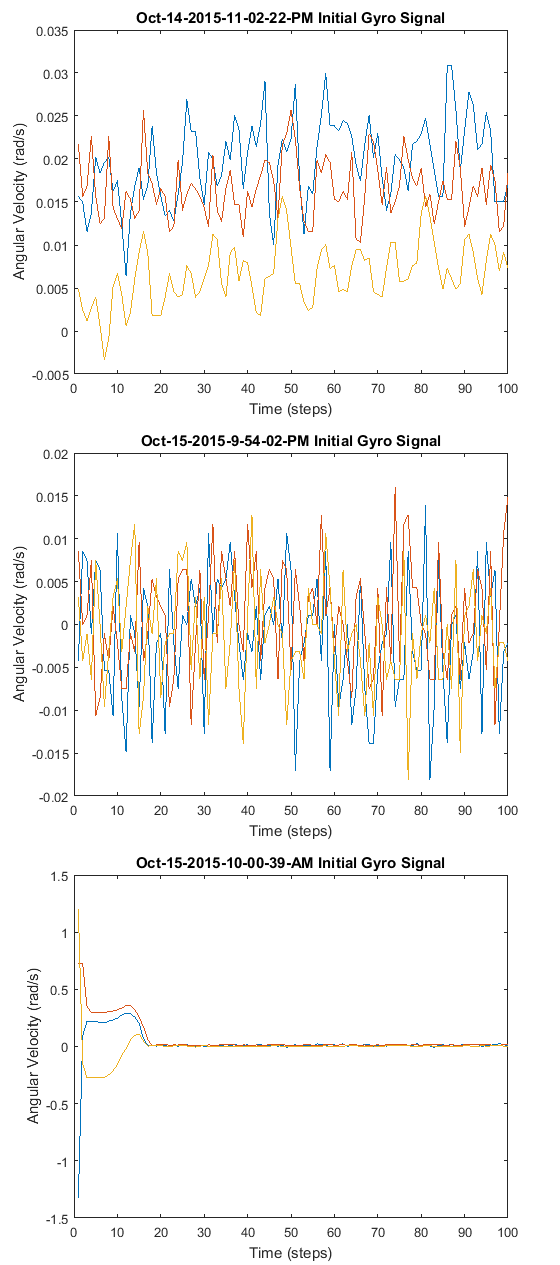 Oct-14-2015-11-02-22-PM Initial Gyro Signal
0.035
0.03
0.025
0.02
0.015
0.01
0.005
0
-0.005
Angular Velocity (rad/s)
0 10 20 30 40 50 60 70 80 90 100
Time (steps)
Oct-15-2015-9-54-02-PM Initial Gyro Signal
0.02
0.015
0.01
0.005
0
-0.005
-0.01
-0.015
-0.02
Angular Velocity (rad/s)
0 10 20 30 40 50 60 70 80 90 100
Time (steps)
Oct-15-2015-10-00-39-AM Initial Gyro Signal
1.5
1
0.5
0
-0.5
-1
-1.5
Angular Velocity (rad/s)
0 10 20 30 40 50 60 70 80 90 100
Time (steps)